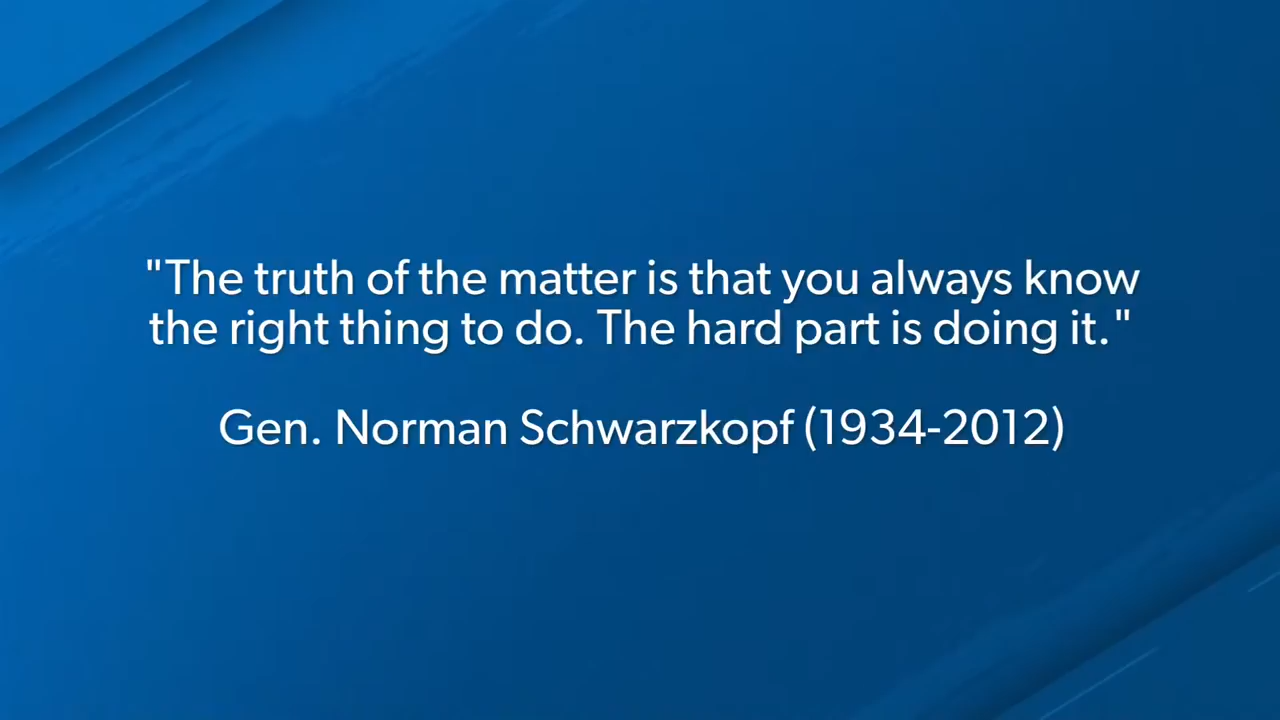 "The truth of the matter is that you always know
the right thing to do. The hard part is doing it."
Gen. Norman Schwarzkopf (1934-2012)